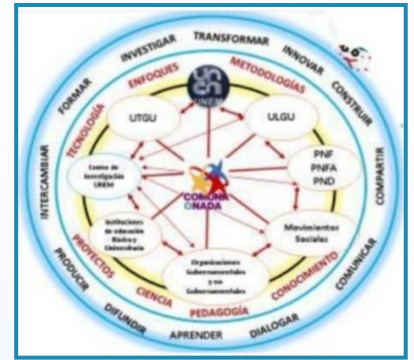 TRANSFORMAR
INNOVAR
CONSTRUIR
COMPARTIR
COMUNICAR
DIALOGAR
APRENDER
DIFUNDIR
PRODUCIR
INTERCAMBIAR
FORMAR
INVESTIGAR
ENFOQUES
METODOLOGÍAS
CONOCIMIENTO
PEDAGOGÍA
CIENCIA
PROYECTOS
TECNOLOGÍA
UNEM
UTGU
ULGU
PNF
PNFA
PND
Movimientos
Sociales
Organizaciones
Gubernamentales
y no
Gubernamentales
Instituciones
de educación
Básica y
Universitaria
Centro de
Investigación
UNEM
COMUNA
O NADA